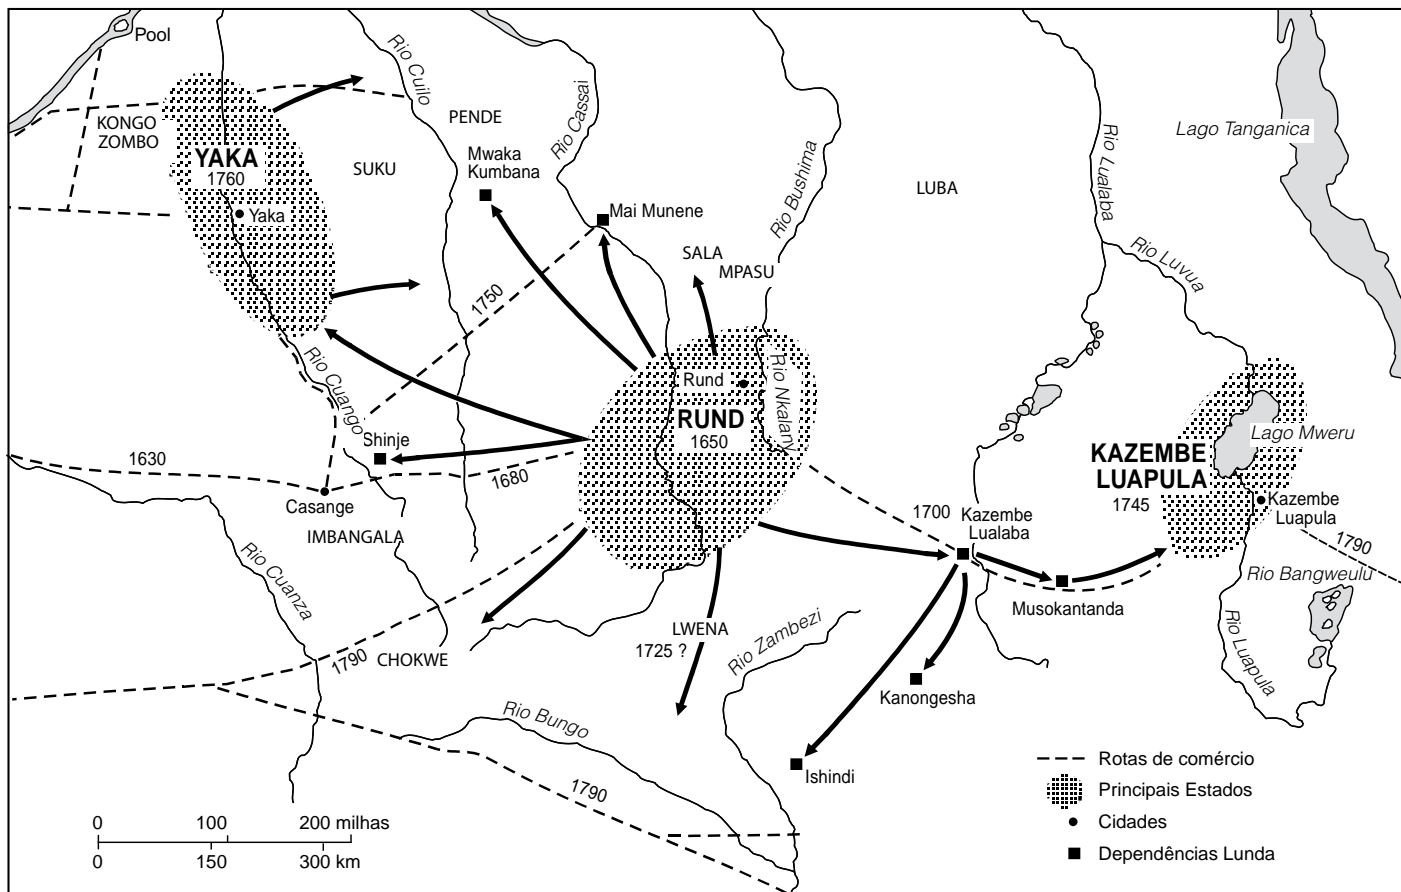 Pool
Rio Cuilo
Rio Cassai
KONGO
ZOMBO
PENDE
Lago Tanganica
YAKA
1760
SUKU
Mwaka
Kumbana
Rio Bushima
LUBA
Rio Lualaba
Yaka
Mai Munene
SALA
MPASU
Rio Luvua
1750
Rio Cuango
Rund
Rio Nkalany
RUND
1650
Shinje
Lago Mweru
KAZEMBE
LUAPULA
1745
1630
1680
Casange
IMBANGALA
1700
Kazembe
Lualaba
Kazembe
Luapula
1790
Rio Cuanza
Rio Bangweulu
Musokantanda
LWENA
1725 ?
Rio Zambezi
Rio Luapula
1790
CHOKWE
Kanongesha
Rio Bungo
Ishindi
1790
Rotas de comércio
Principais Estados
Cidades
Dependências Lunda
0 100 200 milhas
0 150 300 km